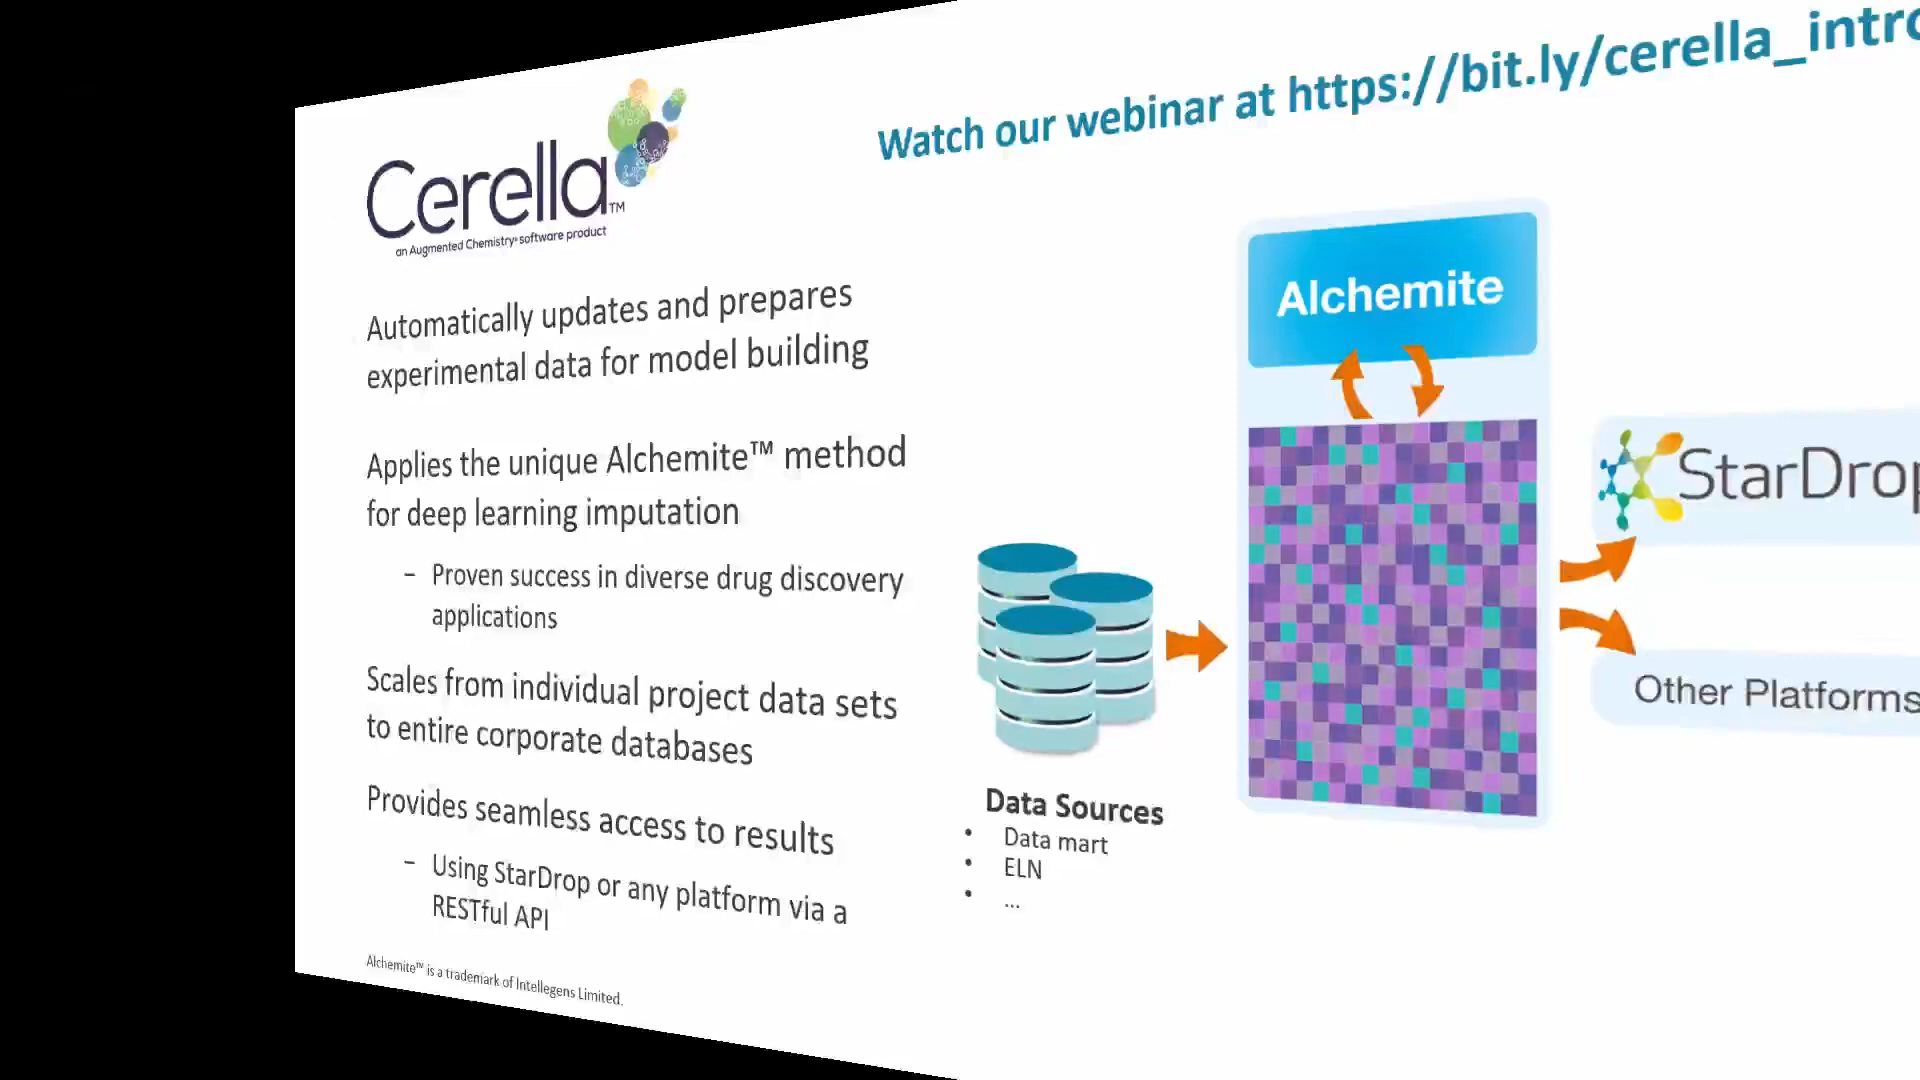 Watch our webinar at https://bit.ly/cerella_intro
Cerella™
an Augmented Chemistry® software product
Automatically updates and prepares
experimental data for model building
Applies the unique Alchemite™ method
for deep learning imputation
– Proven success in diverse drug discovery
applications
Scales from individual project data sets
to entire corporate databases
Provides seamless access to results
– Using StarDrop or any platform via a
RESTful API
Alchemite™ is a trademark of Intellegens Limited.
Alchemite
Data Sources
• Data mart
• ELN
• ...
StarDrop
Other Platforms